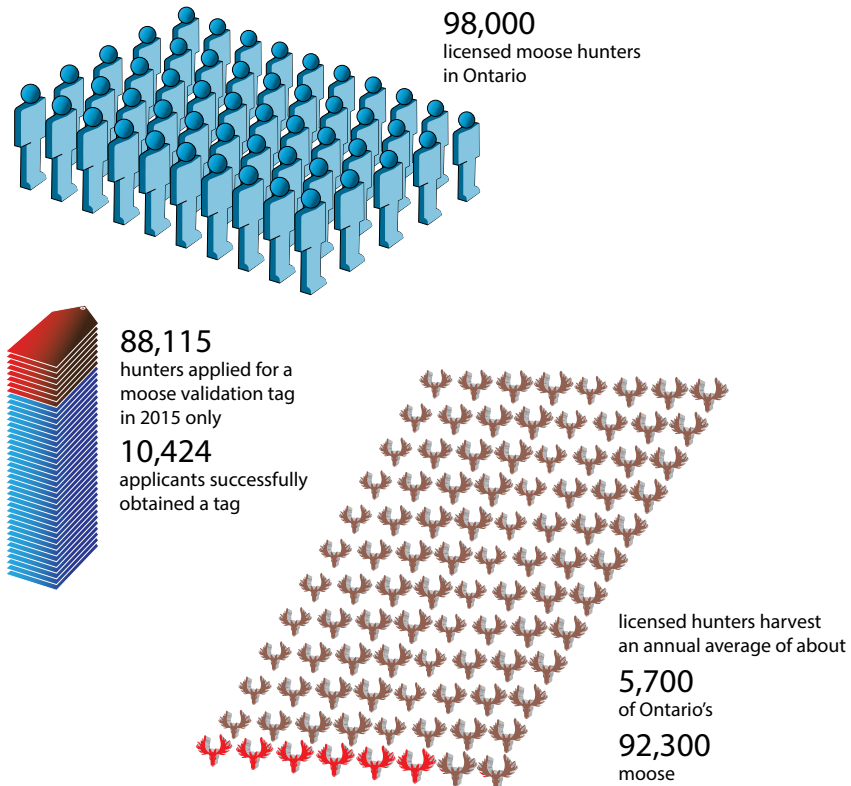 98,000
licensed moose hunters
in Ontario
88,115
hunters applied for a
moose validation tag
in 2015 only
10,424
applicants successfully
obtained a tag
licensed hunters harvest
an annual average of about
5,700
of Ontario's
92,300
moose